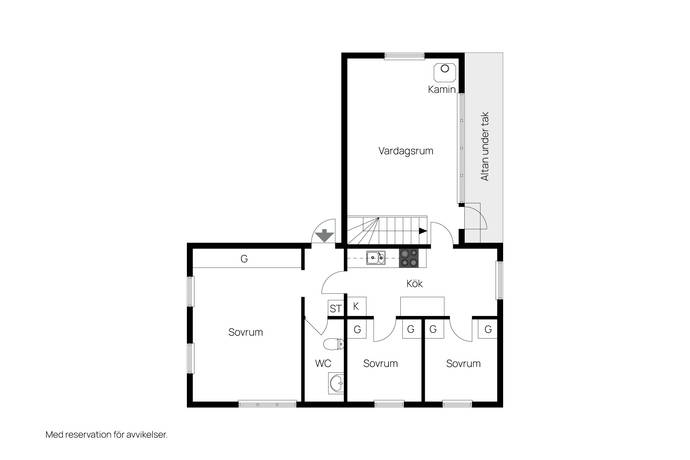 Kamin
Vardagsrum
Altan under tak
G
Kök
ST
K
Sovrum
G
G
G
G
WC
Sovrum
Sovrum
Med reservation för avvikelser.